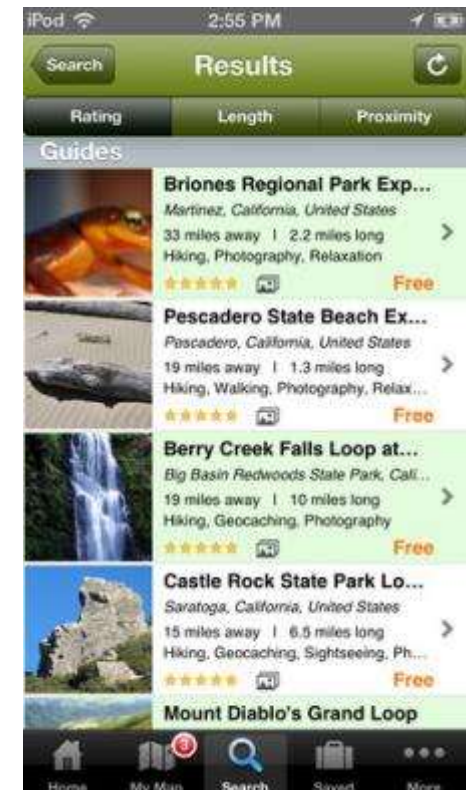 iPod 2:55 PM
Search Results
Rating Length Proximity
Guides
Briones Regional Park Exp...
Martinez, California, United States
33 miles away | 2.2 miles long
Hiking, Photography, Relaxation
Free
Pescadero State Beach Ex...
Pescadero, California, United States
19 miles away | 1.3 miles long
Hiking, Walking, Photography, Relax...
Free
Berry Creek Falls Loop at...
Big Basin Redwoods State Park, Cali...
19 miles away | 10 miles long
Hiking, Geocaching, Photography
Free
Castle Rock State Park Lo...
Saratoga, California, United States
15 miles away | 6.5 miles long
Hiking, Geocaching, Sightseeing, Ph...
Free
Mount Diablo's Grand Loop
3
Home My Map Search Saved More